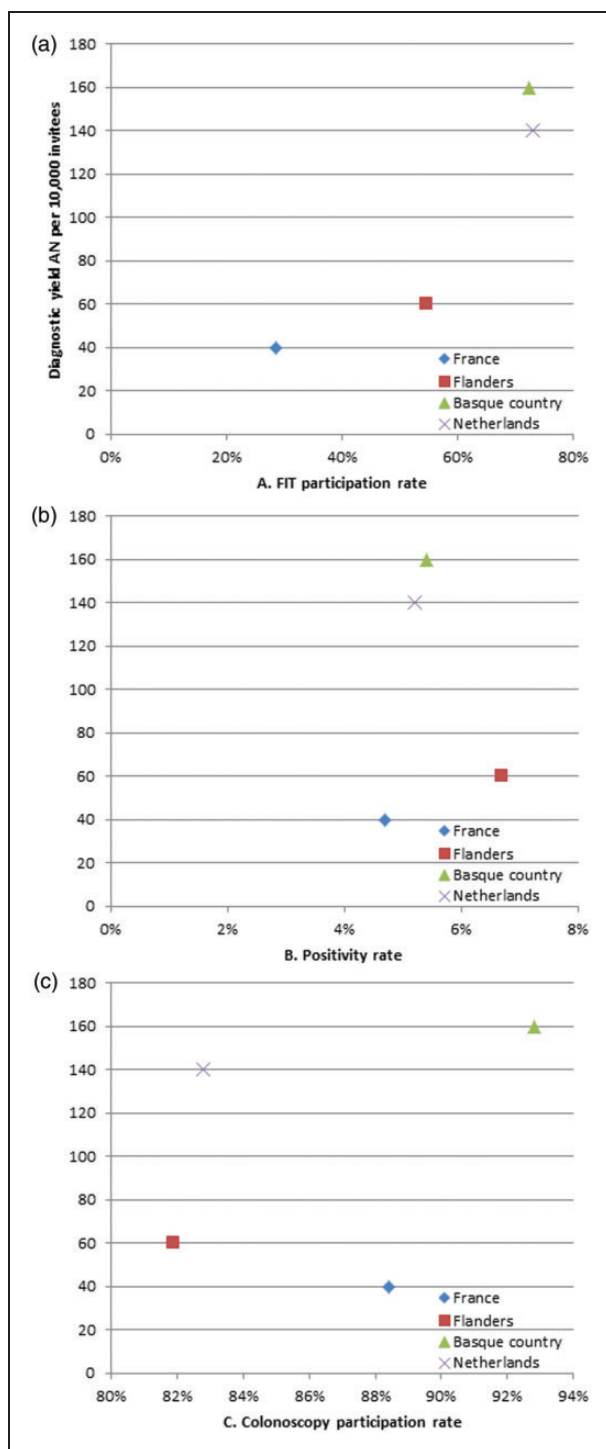 (a)
Diagnostic yield AN per 10,000 invitees
180
160
140
120
100
80
60
40
20
0
France
Flanders
Basque country
Netherlands
0% 20% 40% 60% 80%
A. FIT participation rate
(b)
180
160
140
120
100
80
60
40
20
0
France
Flanders
Basque country
Netherlands
0% 2% 4% 6% 8%
B. Positivity rate
(c)
180
160
140
120
100
80
60
40
20
0
France
Flanders
Basque country
Netherlands
80% 82% 84% 86% 88% 90% 92% 94%
C. Colonoscopy participation rate